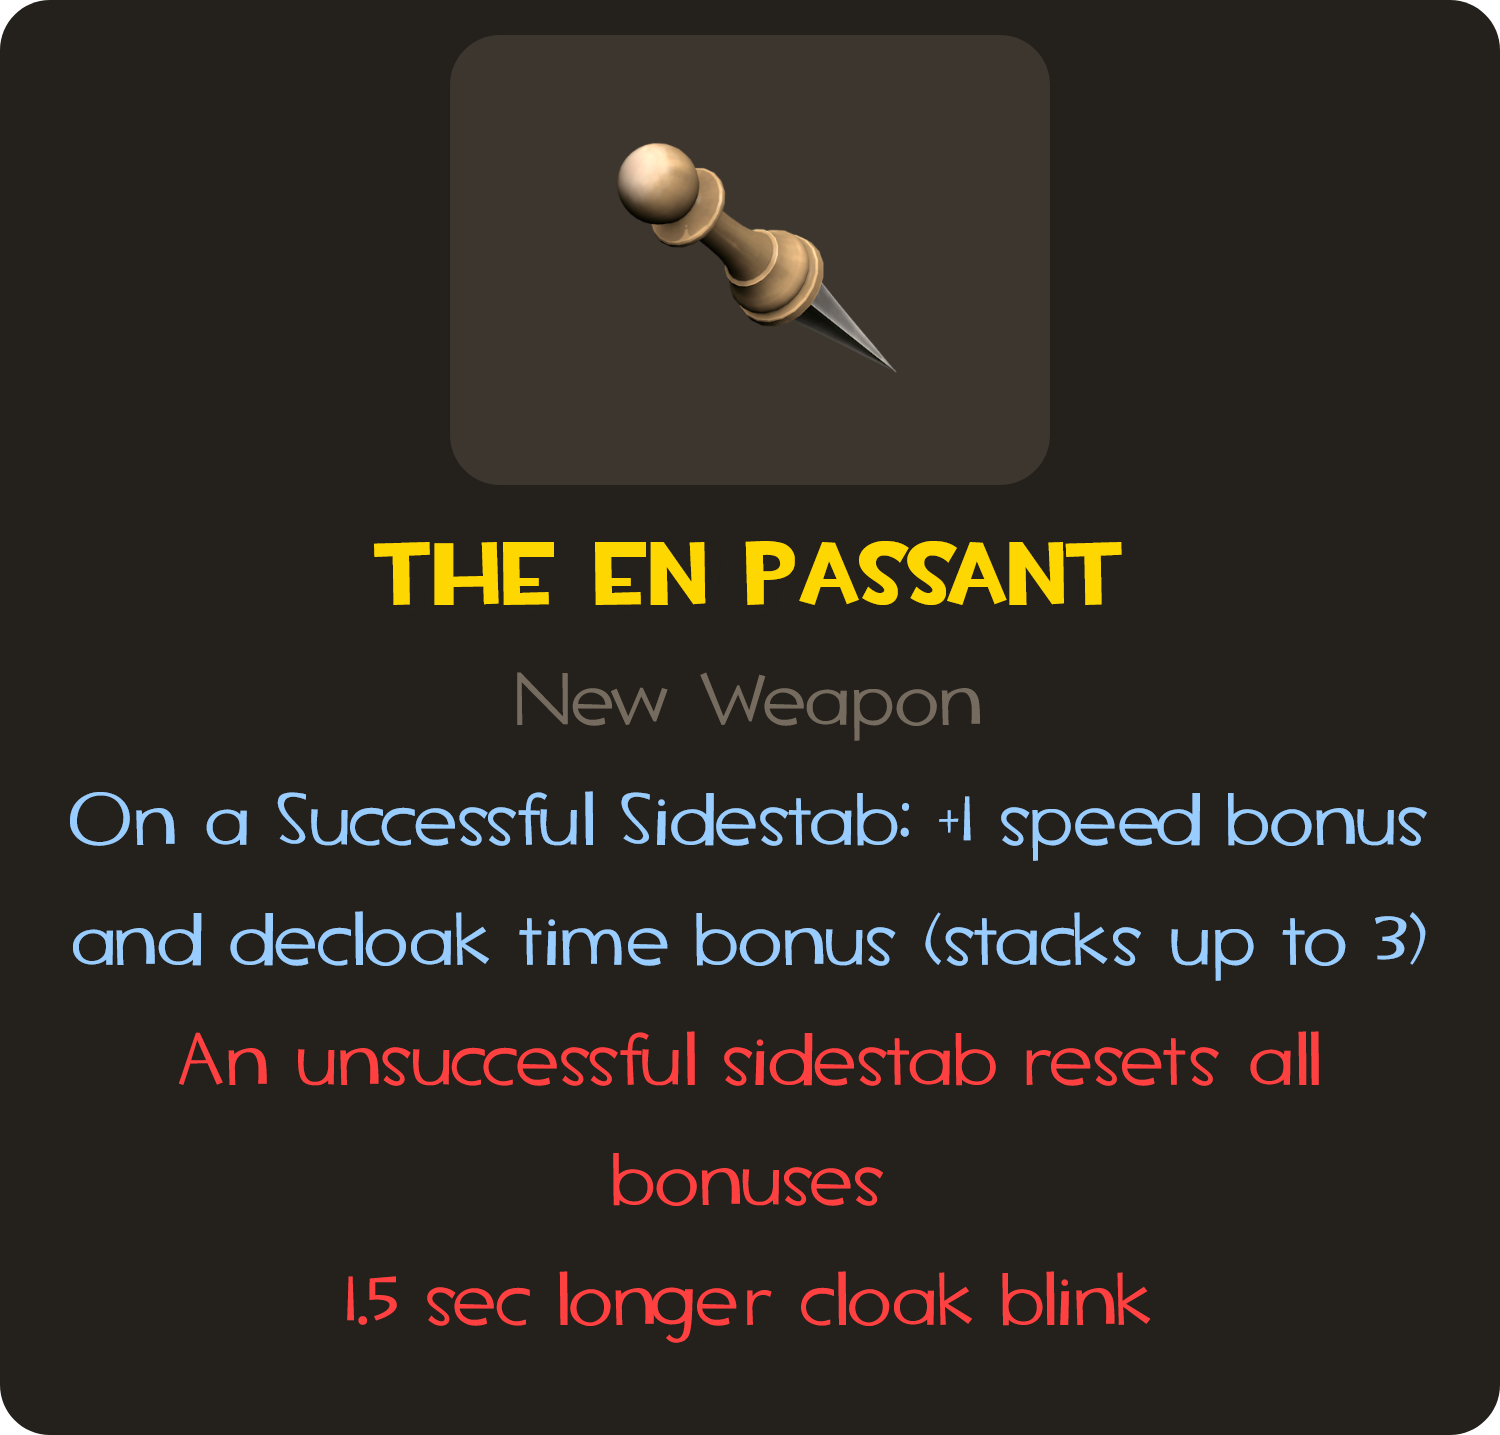 THE EN PASSANT
New Weapon
On a Successful Sidestab: +1 speed bonus
and decloak time bonus (stacks up to 3)
An unsuccessful sidestab resets all
bonuses
1.5 sec longer cloak blink